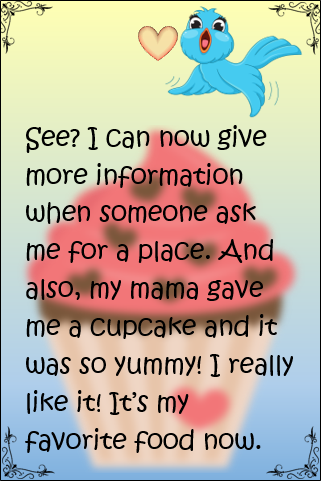 See? I can now give
more information
when someone ask
me for a place. And
also, my mama gave
me a cupcake and it
was so yummy! I really
like it! It's my
favorite food now.